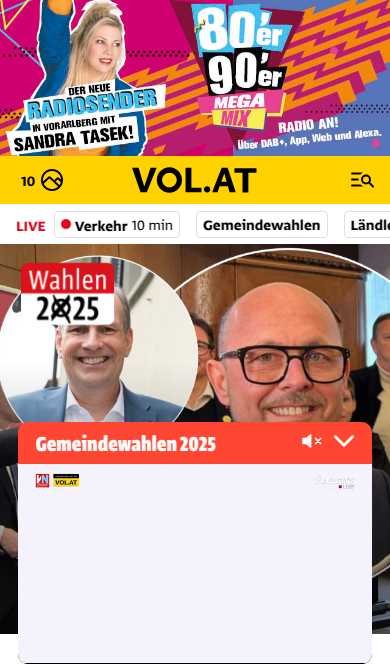 DER NEUE
RADIOSENDER
IN VORARLBERG MIT
SANDRA TASEK!
80'er
90'er
MEGA
MIX
RADIO AN!
Über DAB+, App, Web und Alexa.
10
VOL.AT
LIVE
Verkehr 10 min
Gemeindewahlen
Ländle
Wahlen
2025
Gemeindewahlen 2025
VN
VOL.AT
LIVE